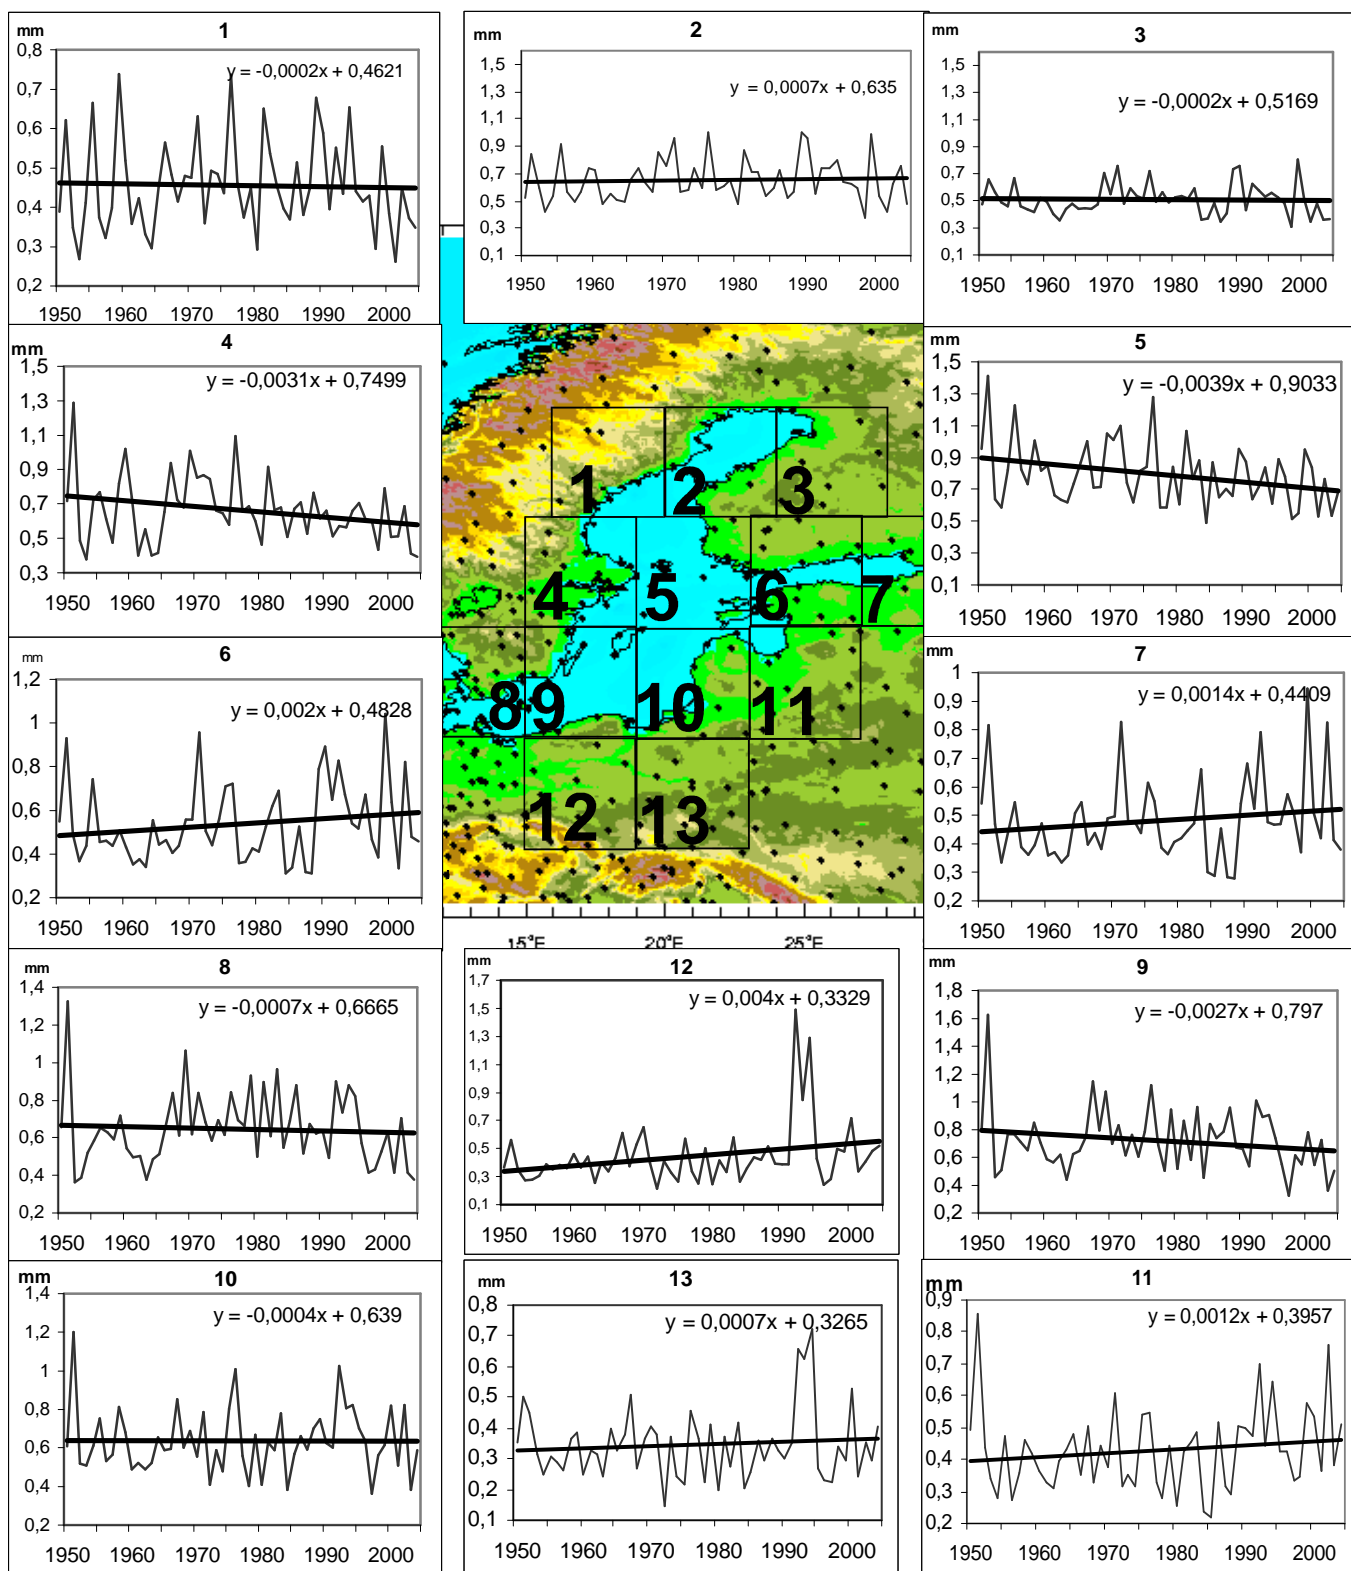 mm
1
y = -0,0002x + 0,4621
0,8
0,7
0,6
0,5
0,4
0,3
0,2
1950 1960 1970 1980 1990 2000
mm
2
y = 0,0007x + 0,635
1,5
1,3
1,1
0,9
0,7
0,5
0,3
0,1
1950 1960 1970 1980 1990 2000
mm
3
y = -0,0002x + 0,5169
1,5
1,3
1,1
0,9
0,7
0,5
0,3
0,1
1950 1960 1970 1980 1990 2000
mm
4
y = -0,0031x + 0,7499
1,5
1,3
1,1
0,9
0,7
0,5
0,3
1950 1960 1970 1980 1990 2000
1 2 3
4 5 6 7
8 9 10 11
12 13
15°E 20°E 25°E
mm
5
y = -0,0039x + 0,9033
1,5
1,3
1,1
0,9
0,7
0,5
0,3
0,1
1950 1960 1970 1980 1990 2000
mm
6
y = 0,002x + 0,4828
1,2
1
0,8
0,6
0,4
0,2
1950 1960 1970 1980 1990 2000
mm
7
y = 0,0014x + 0,4409
1
0,9
0,8
0,7
0,6
0,5
0,4
0,3
0,2
1950 1960 1970 1980 1990 2000
mm
8
y = -0,0007x + 0,6665
1,4
1,2
1
0,8
0,6
0,4
0,2
1950 1960 1970 1980 1990 2000
mm
12
y = 0,004x + 0,3329
1,7
1,5
1,3
1,1
0,9
0,7
0,5
0,3
0,1
1950 1960 1970 1980 1990 2000
mm
9
y = -0,0027x + 0,797
1,8
1,6
1,4
1,2
1
0,8
0,6
0,4
0,2
1950 1960 1970 1980 1990 2000
mm
10
y = -0,0004x + 0,639
1,4
1,2
1
0,8
0,6
0,4
0,2
1950 1960 1970 1980 1990 2000
mm
13
y = 0,0007x + 0,3265
0,8
0,7
0,6
0,5
0,4
0,3
0,2
0,1
1950 1960 1970 1980 1990 2000
mm
11
y = 0,0012x + 0,3957
0,9
0,8
0,7
0,6
0,5
0,4
0,3
0,2
1950 1960 1970 1980 1990 2000